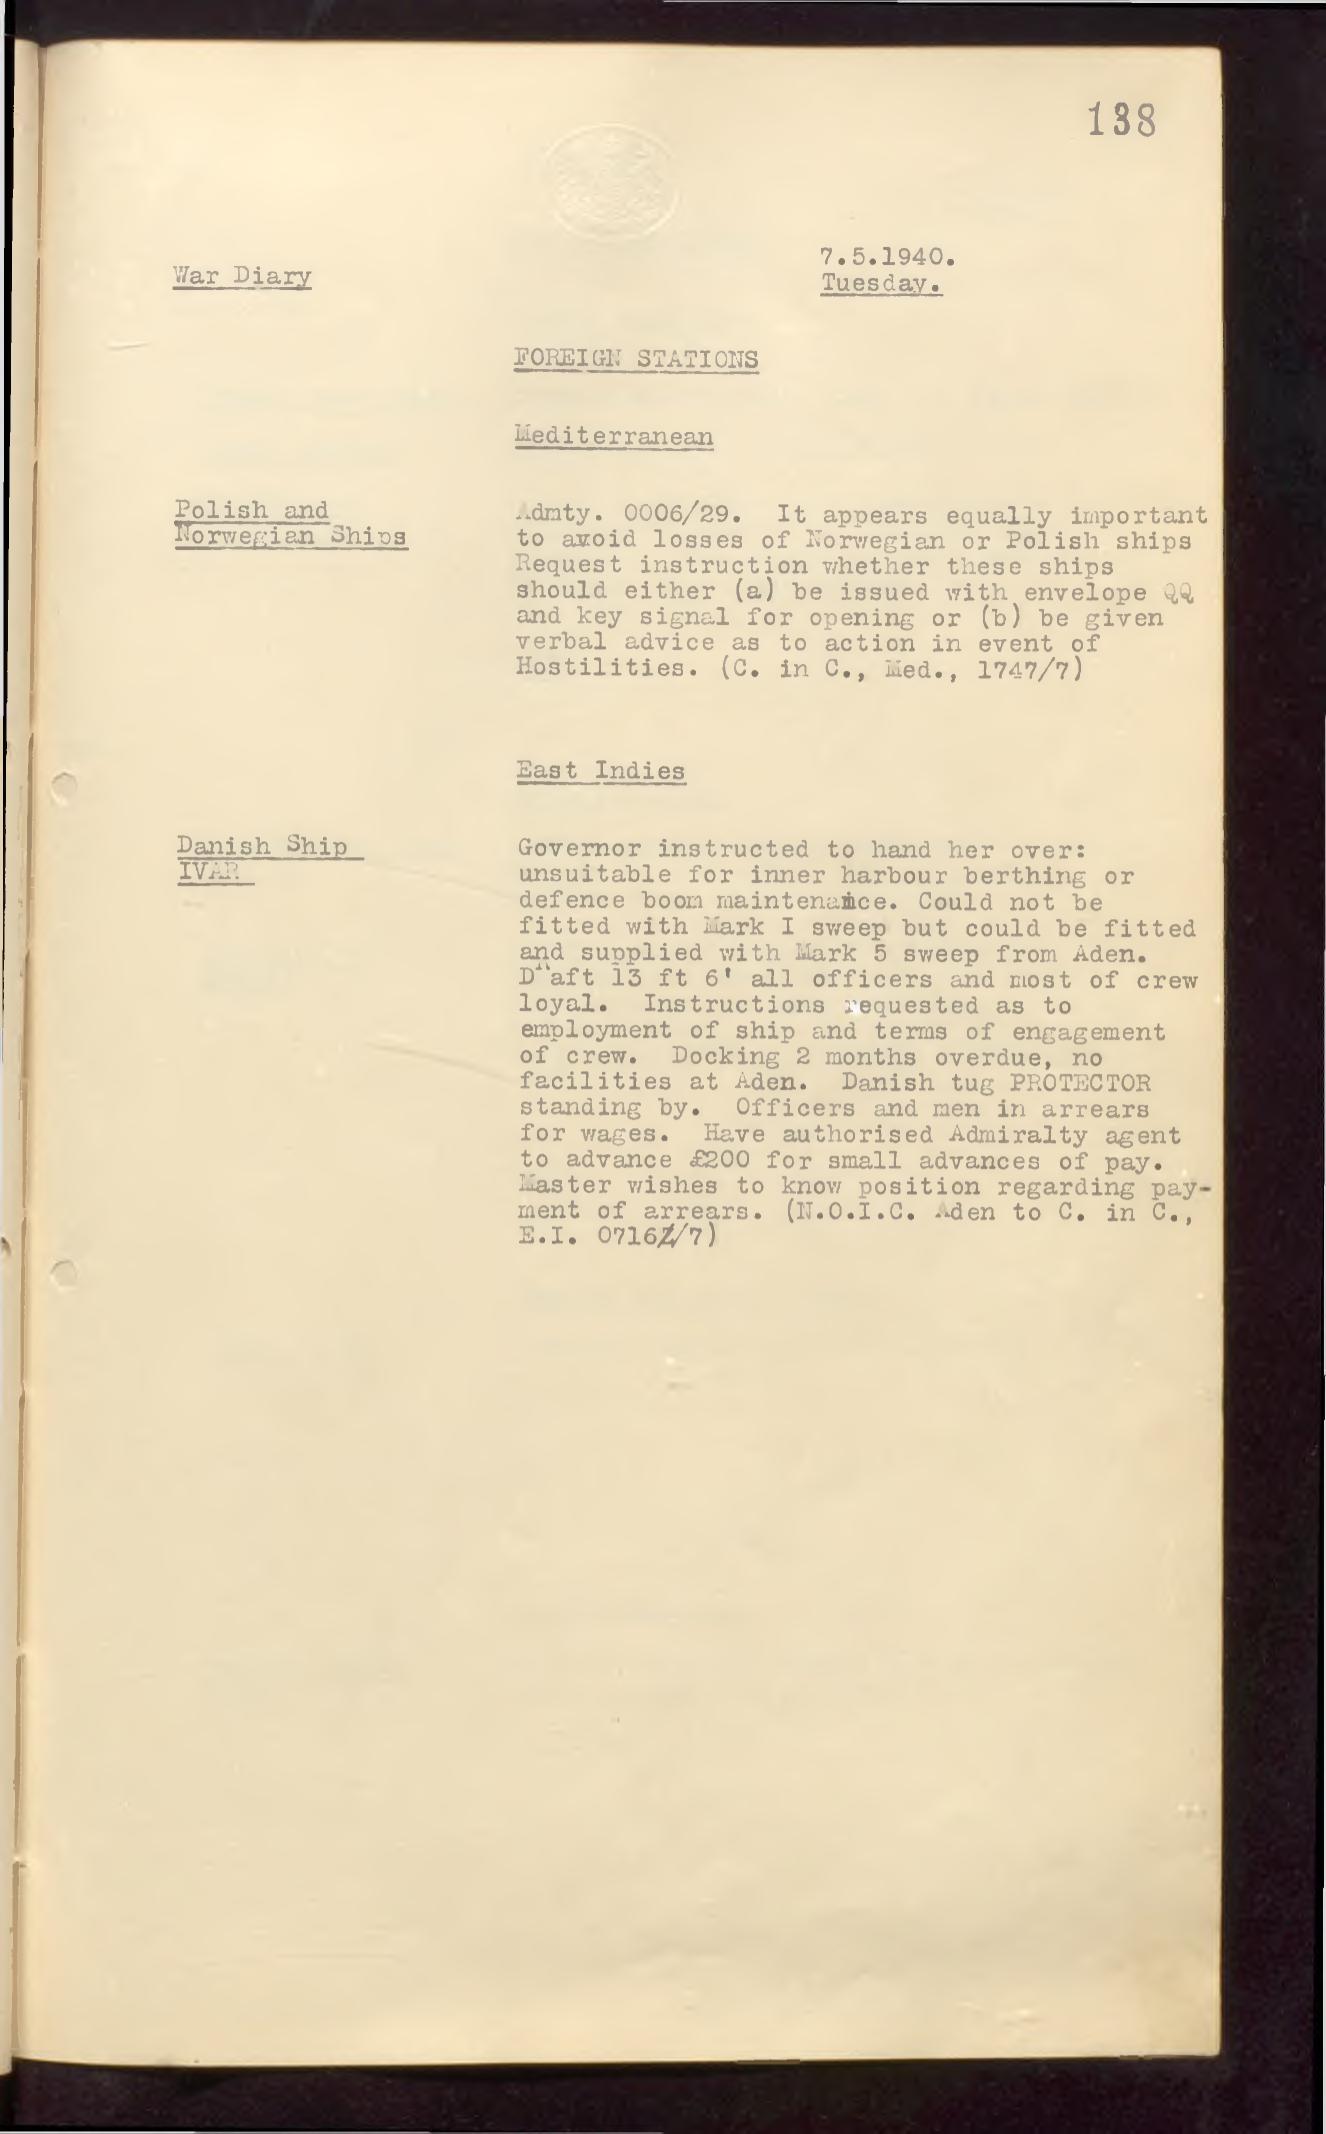 138
7.5.1940.
War Diary
Tuesday.
FOREIGN STATIONS
Mediterranean
Polish and
Norwegian Ships
Admty. 0006/29. It appears equally important
to avoid losses of Norwegian or Polish ships
Request instruction whether these ships
should either (a) be issued with envelope QQ
and key signal for opening or (b) be given
verbal advice as to action in event of
Hostilities. (C. in C., Med., 1747/7)
East Indies
Danish Ship
IVAR
Governor instructed to hand her over:
unsuitable for inner harbour berthing or
defence boom maintenance. Could not be
fitted with Mark I sweep but could be fitted
and supplied with Mark 5 sweep from Aden.
Draft 13 ft 6' all officers and most of crew
loyal. Instructions requested as to
employment of ship and terms of engagement
of crew. Docking 2 months overdue, no
facilities at Aden. Danish tug PROTECTOR
standing by. Officers and men in arrears
for wages. Have authorised Admiralty agent
to advance £200 for small advances of pay.
Master wishes to know position regarding pay-
ment of arrears. (N.O.I.C. Aden to C. in C.,
E.I. 0716Z/7)